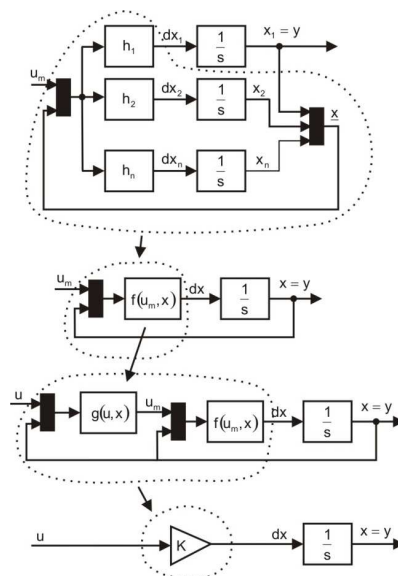 h₁ dx₁ 1/s x₁ = y
uₘ
h₂ dx₂ 1/s x₂
x
hₙ dxₙ 1/s xₙ
uₘ f(uₘ,x) dx 1/s x = y
u g(u,x) uₘ f(uₘ,x) dx 1/s x = y
u K dx 1/s x = y